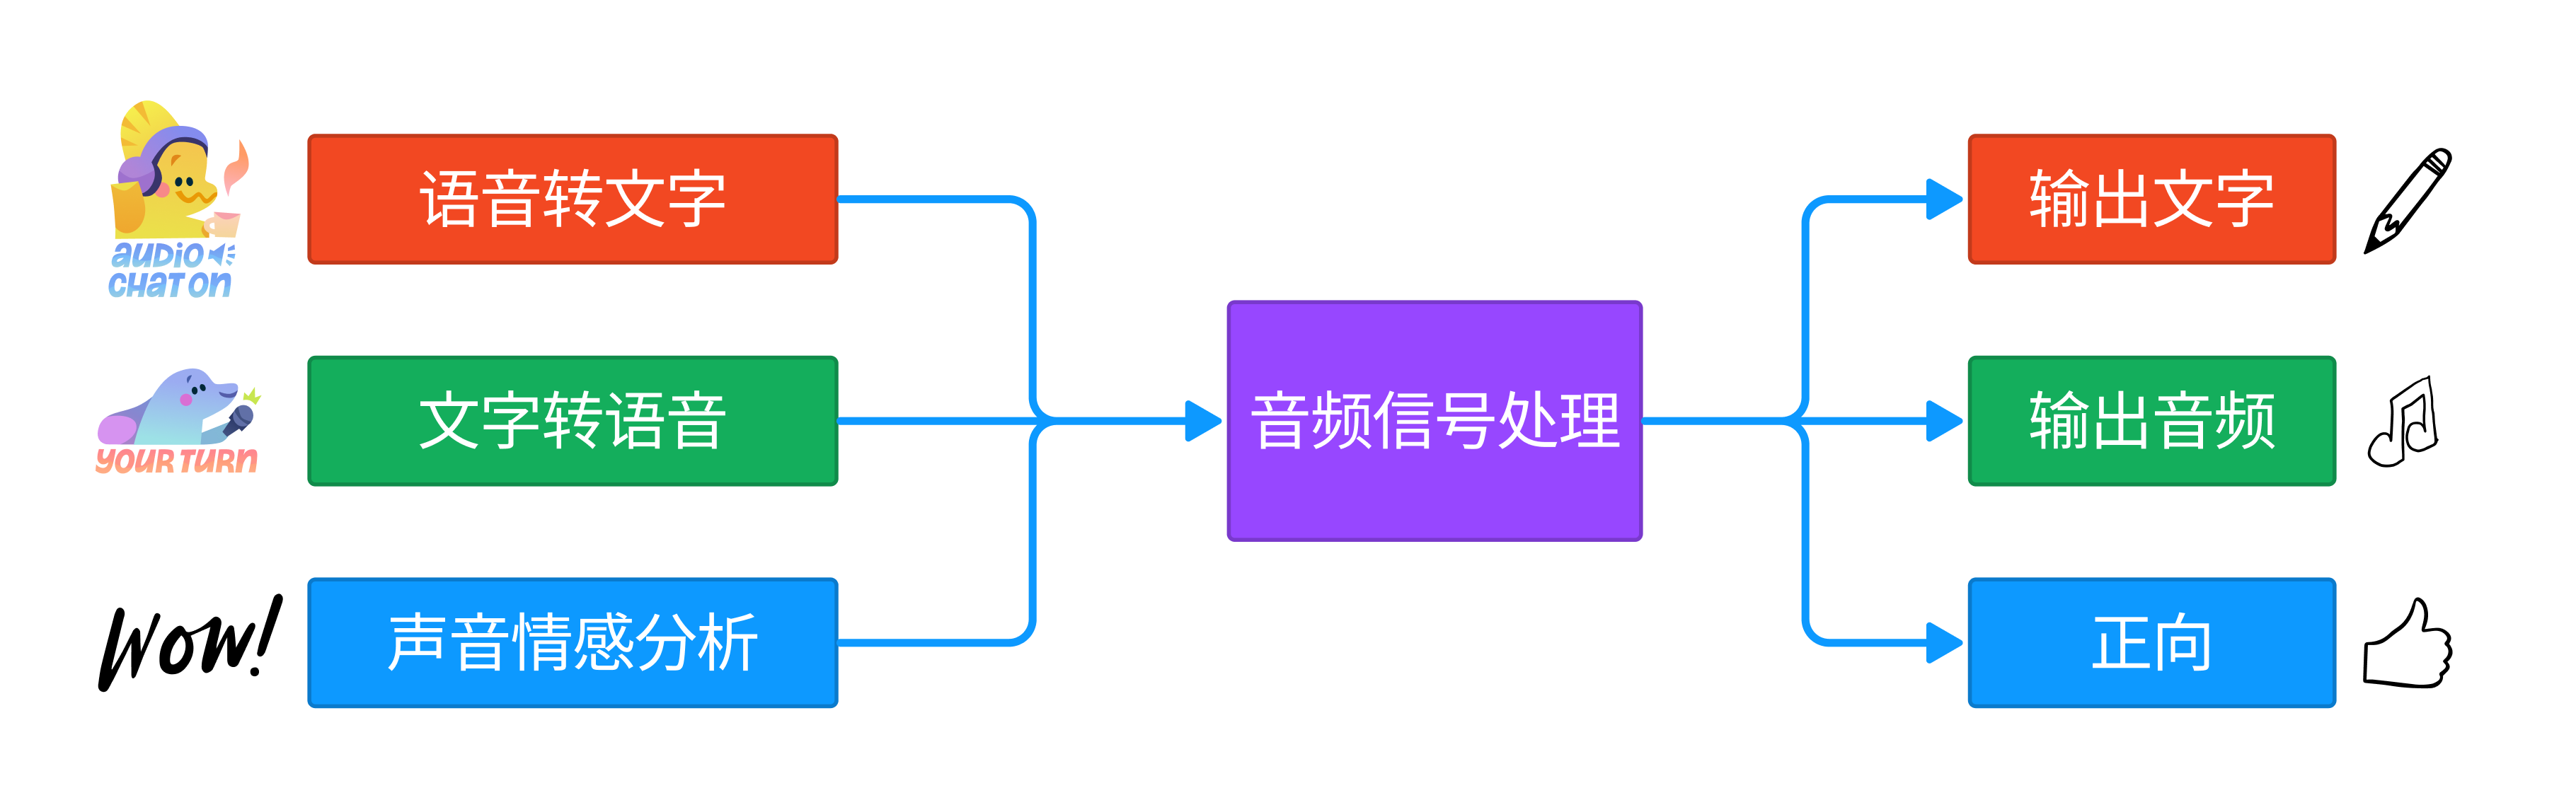 语音转文字
输出文字
AUDIO
CHAT ON
音频信号处理
文字转语音
输出音频
YOUR TURN
Wow!
声音情感分析
正向